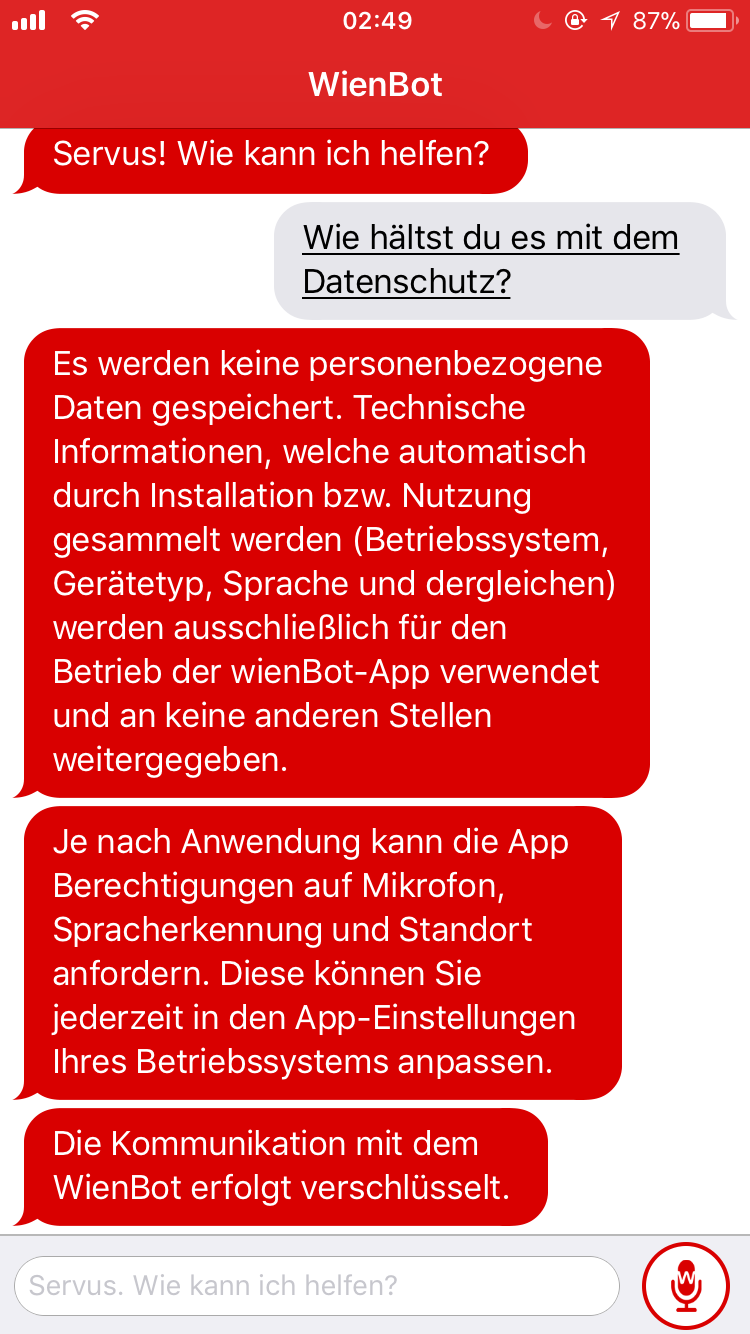 02:49
87%
WienBot
Servus! Wie kann ich helfen?
Wie hältst du es mit dem
Datenschutz?
Es werden keine personenbezogene
Daten gespeichert. Technische
Informationen, welche automatisch
durch Installation bzw. Nutzung
gesammelt werden (Betriebssystem,
Gerätetyp, Sprache und dergleichen)
werden ausschließlich für den
Betrieb der wienBot-App verwendet
und an keine anderen Stellen
weitergegeben.
Je nach Anwendung kann die App
Berechtigungen auf Mikrofon,
Spracherkennung und Standort
anfordern. Diese können Sie
jederzeit in den App-Einstellungen
Ihres Betriebssystems anpassen.
Die Kommunikation mit dem
WienBot erfolgt verschlüsselt.
Servus. Wie kann ich helfen?
W